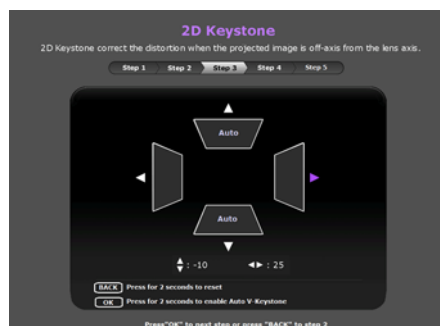 2D Keystone
2D Keystone correct the distortion when the projected image is off-axis from the lens axis.
Step 1 Step 2 Step 3 Step 4 Step 5
Auto
Auto
: -10 : 25
BACK Press for 2 seconds to reset
OK Press for 2 seconds to enable Auto V-Keystone
Press"OK" to next step or press "BACK" to step 2